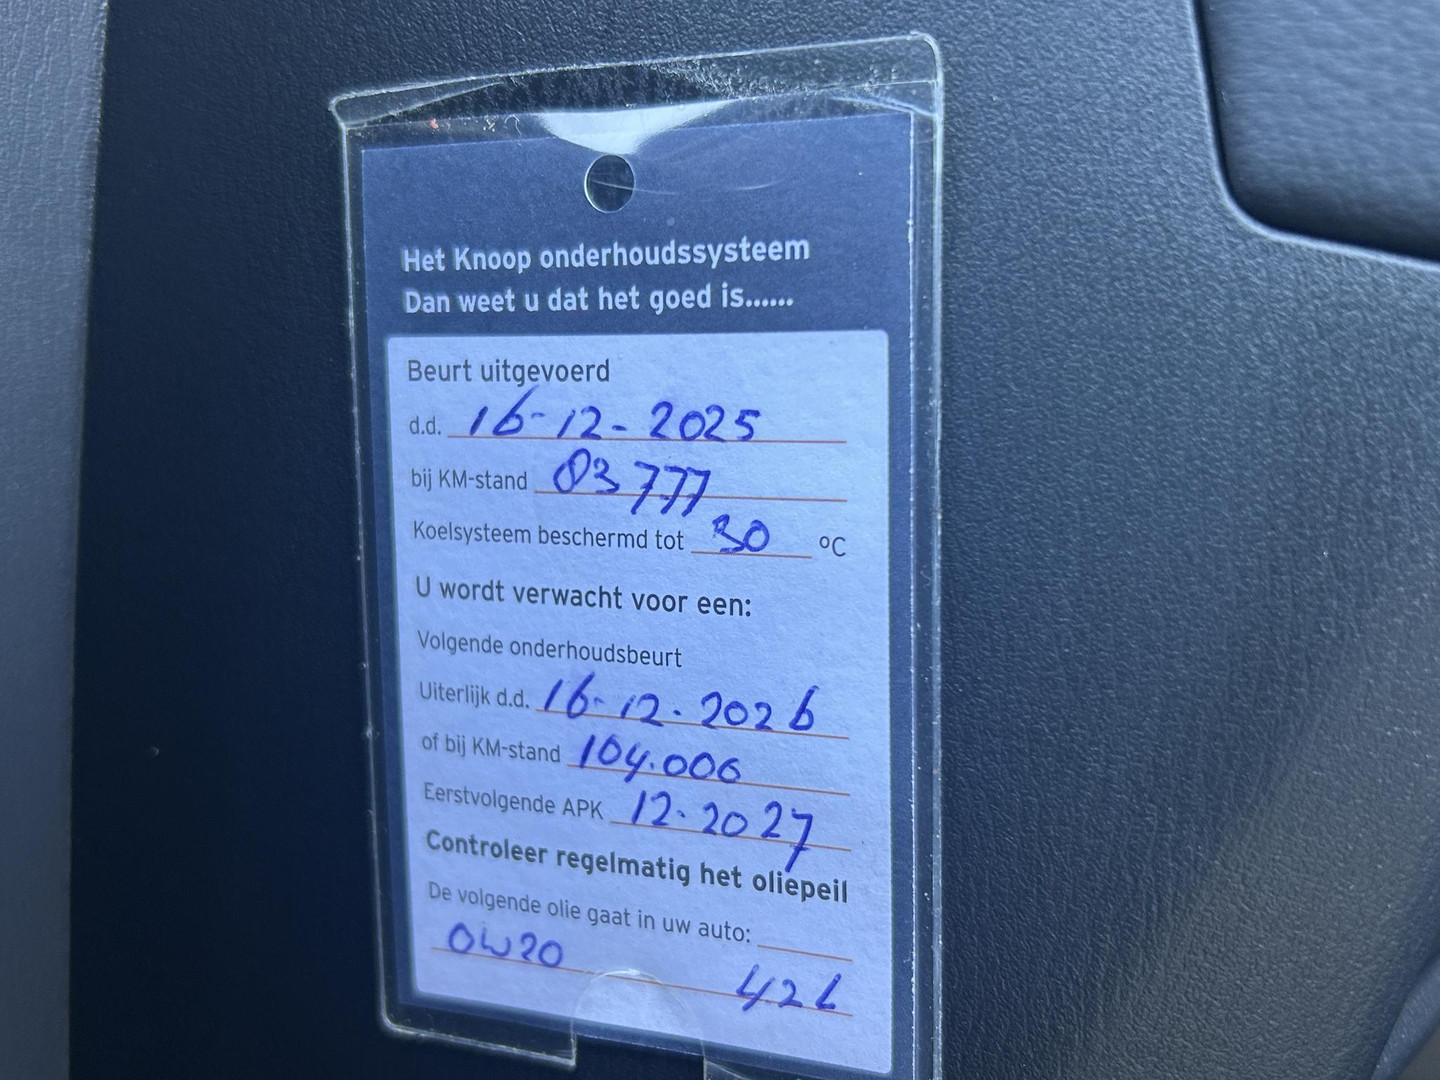 Het Knoop onderhoudssysteem
Dan weet u dat het goed is......
Beurt uitgevoerd
d.d. 16-12-2025
bij KM-stand 83777
Koelsysteem beschermd tot 30 °C
U wordt verwacht voor een:
Volgende onderhoudsbeurt
Uiterlijk d.d. 16-12-2026
of bij KM-stand 104.000
Eerstvolgende APK 12-2027
Controleer regelmatig het oliepeil
De volgende olie gaat in uw auto:
0W20 42L